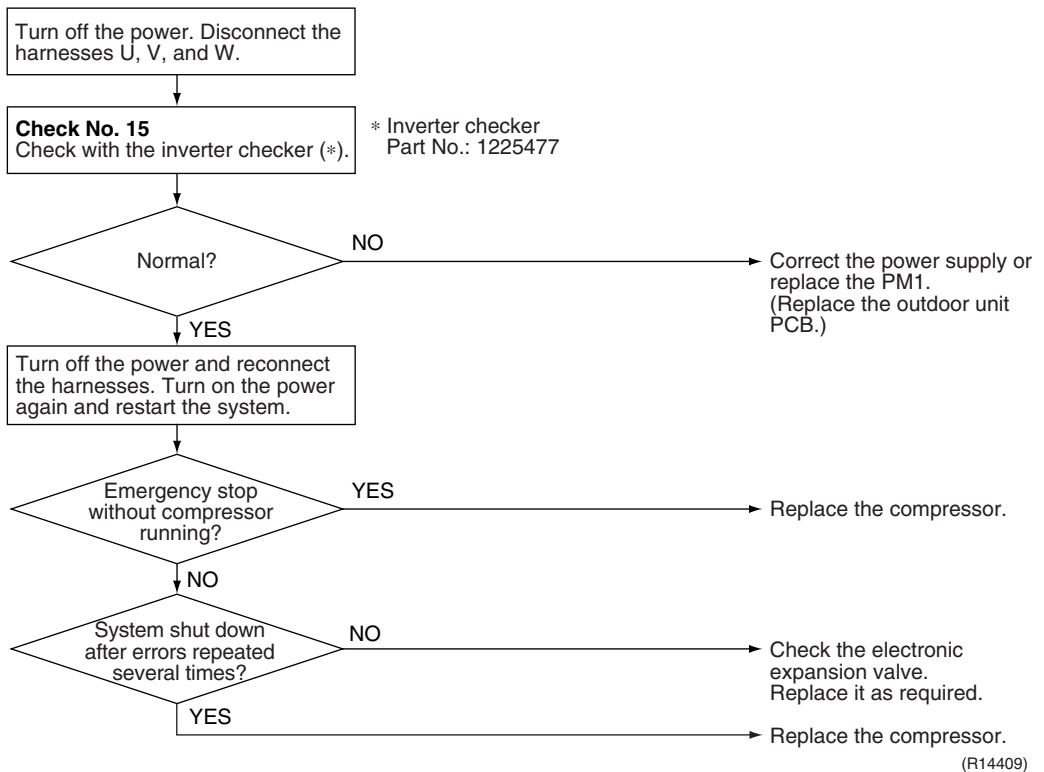 Turn off the power. Disconnect the
harnesses U, V, and W.
Check No. 15
Check with the inverter checker (*).
* Inverter checker
Part No.: 1225477
Normal?
NO
Correct the power supply or
replace the PM1.
(Replace the outdoor unit
PCB.)
YES
Turn off the power and reconnect
the harnesses. Turn on the power
again and restart the system.
Emergency stop
without compressor
running?
YES
Replace the compressor.
NO
System shut down
after errors repeated
several times?
NO
Check the electronic
expansion valve.
Replace it as required.
YES
Replace the compressor.
(R14409)